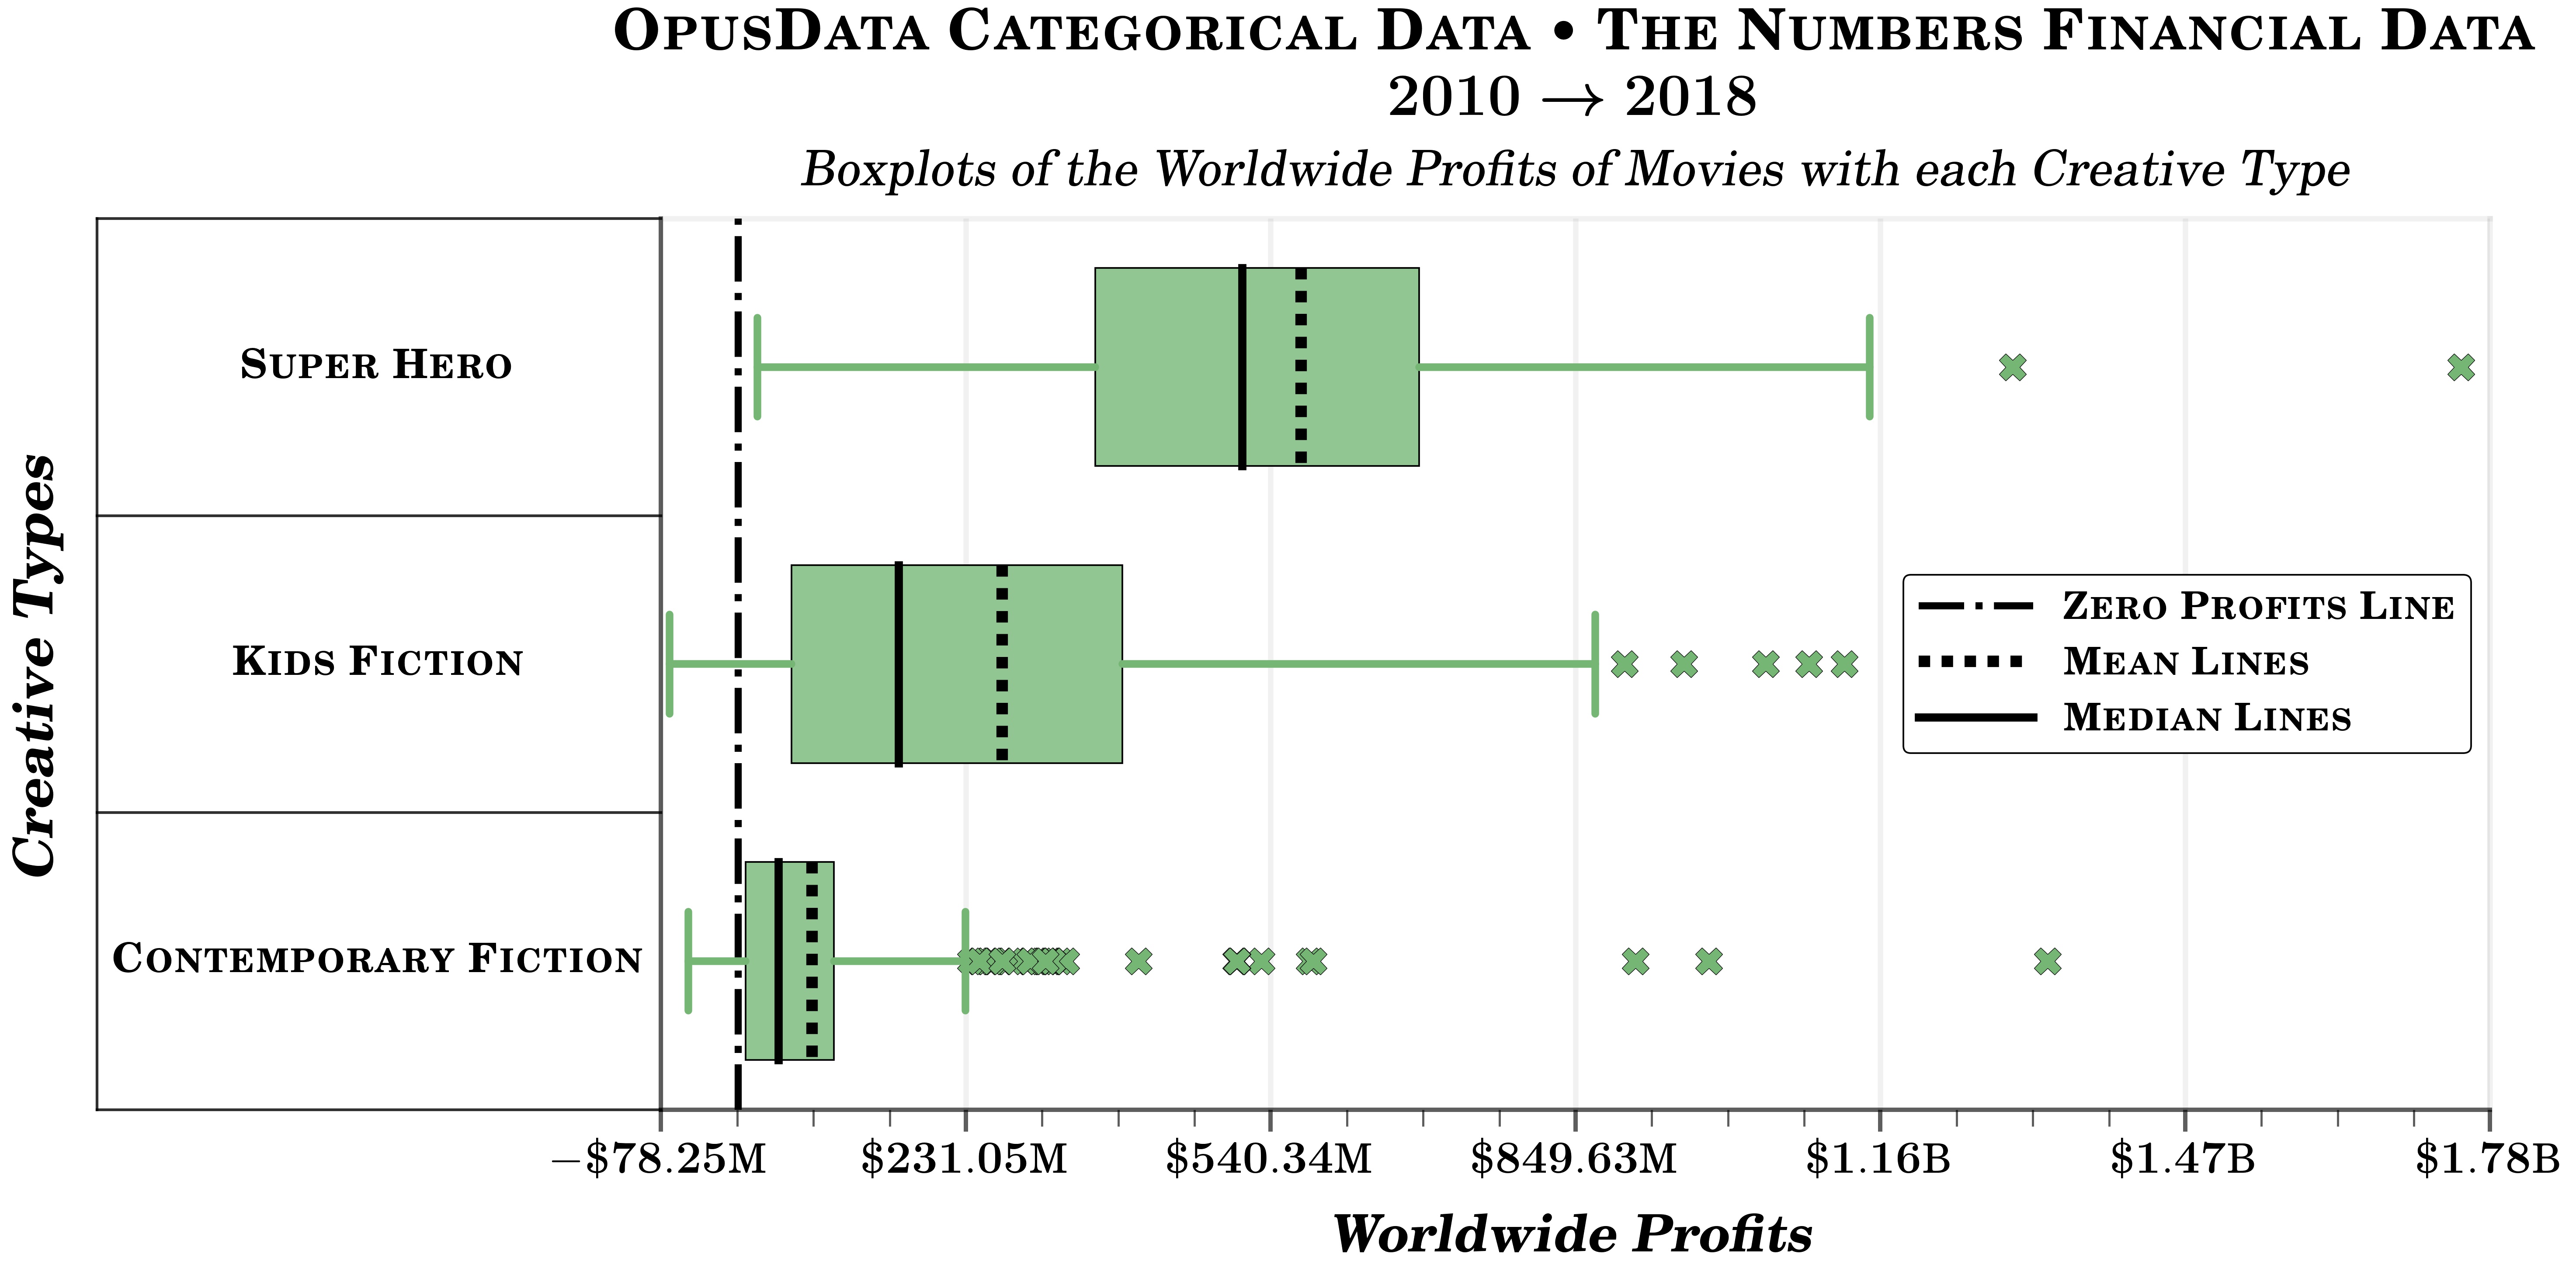 OpusData Categorical Data • The Numbers Financial Data
2010 → 2018
Boxplots of the Worldwide Profits of Movies with each Creative Type
Creative Types
Super Hero
Kids Fiction
Contemporary Fiction
Zero Profits Line
Mean Lines
Median Lines
−$78.25M $231.05M $540.34M $849.63M $1.16B $1.47B $1.78B
Worldwide Profits